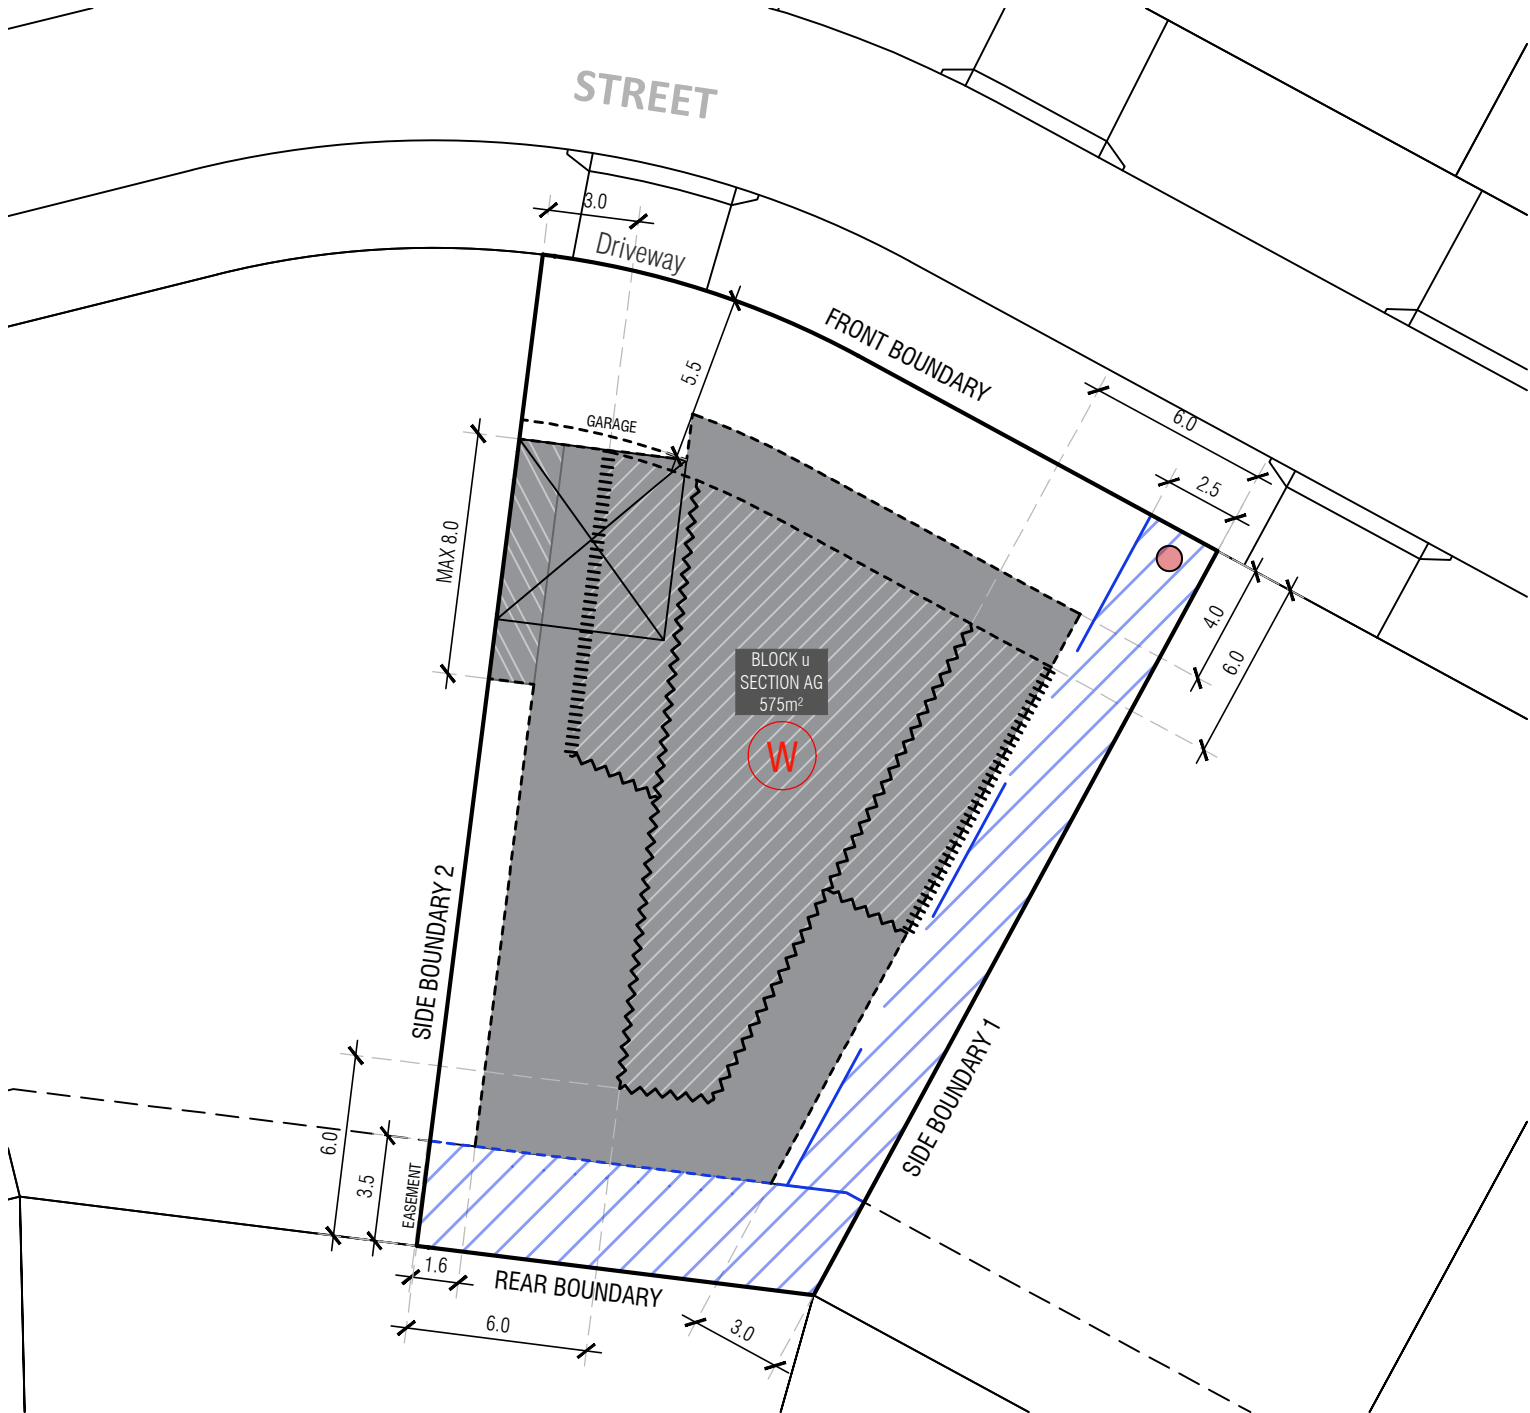 STREET
3.0
Driveway
FRONT BOUNDARY
5.5
6.0
2.5
GARAGE
MAX 8.0
4.0
6.0
BLOCK u
SECTION AG
575m²
W
SIDE BOUNDARY 2
SIDE BOUNDARY 1
6.0
3.5
EASEMENT
1.6
REAR BOUNDARY
6.0
3.0